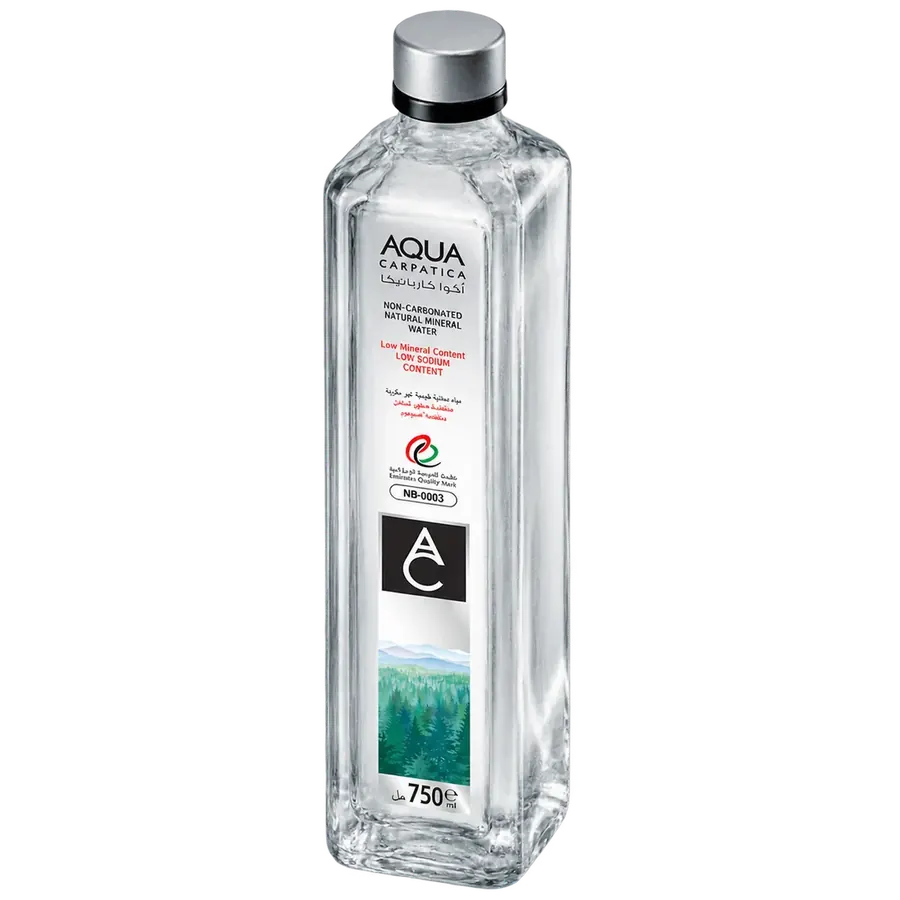 AQUA
CARPATICA
أكوا كارباتيكا
NON-CARBONATED
NATURAL MINERAL
WATER
Low Mineral Content
LOW SODIUM
CONTENT
Emirates Quality Mark
NB-0003
AC
مل 750 e
ml